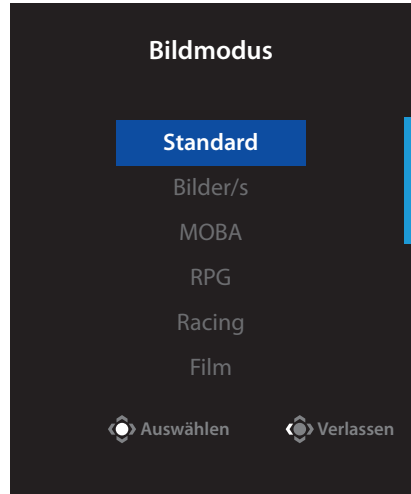 Bildmodus
Standard
Bilder/s
MOBA
RPG
Racing
Film
Auswählen Verlassen